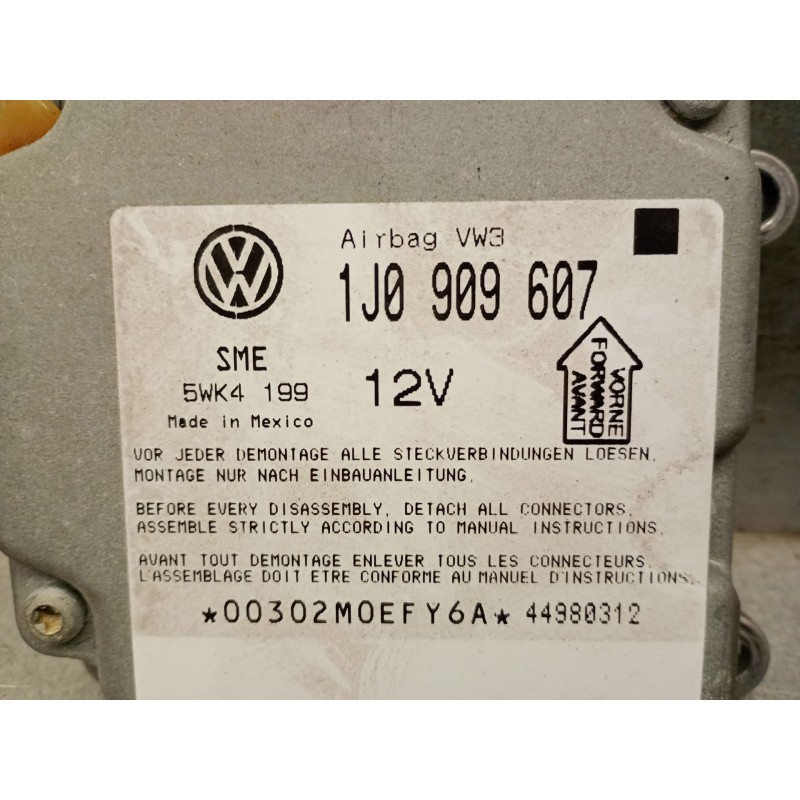 Airbag VW3
1J0 909 607
SME
5WK4 199
12V
Made in Mexico
VORNE
FORWARD
AVANT
VOR JEDER DEMONTAGE ALLE STECKVERBINDUNGEN LOESEN.
MONTAGE NUR NACH EINBAUANLEITUNG.
BEFORE EVERY DISASSEMBLY, DETACH ALL CONNECTORS.
ASSEMBLE STRICTLY ACCORDING TO MANUAL INSTRUCTIONS.
AVANT TOUT DEMONTAGE ENLEVER TOUS LES CONNECTEURS.
L'ASSEMBLAGE DOIT ETRE CONFORME AU MANUEL D'INSTRUCTIONS.
*00302M0EFY6A* 44980312